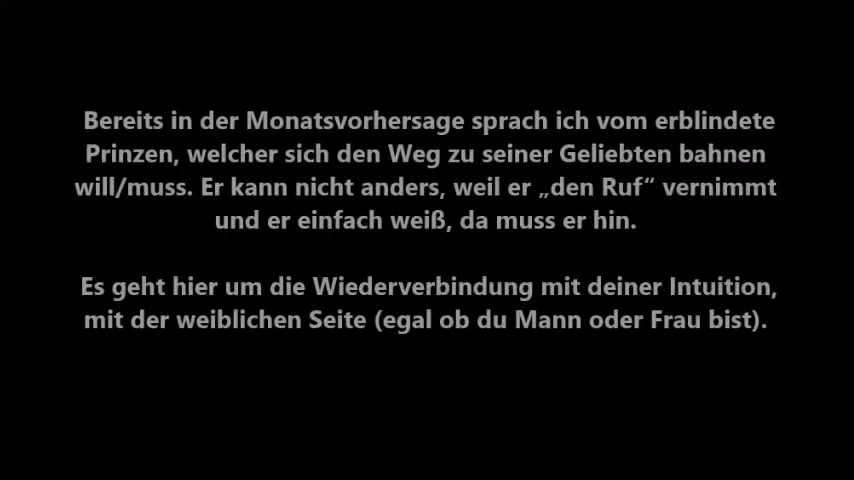 Bereits in der Monatsvorhersage sprach ich vom erblindete
Prinzen, welcher sich den Weg zu seiner Geliebten bahnen
will/muss. Er kann nicht anders, weil er „den Ruf“ vernimmt
und er einfach weiß, da muss er hin.
Es geht hier um die Wiederverbindung mit deiner Intuition,
mit der weiblichen Seite (egal ob du Mann oder Frau bist).